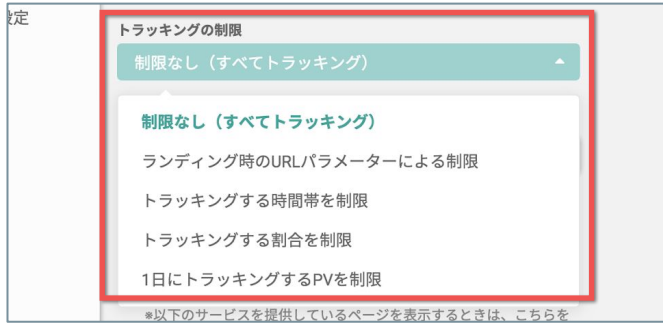 設定
トラッキングの制限
制限なし（すべてトラッキング）
制限なし（すべてトラッキング）
ランディング時のURLパラメーターによる制限
トラッキングする時間帯を制限
トラッキングする割合を制限
1日にトラッキングするPVを制限
※以下のサービスを提供しているページを表示するときは、こちらを